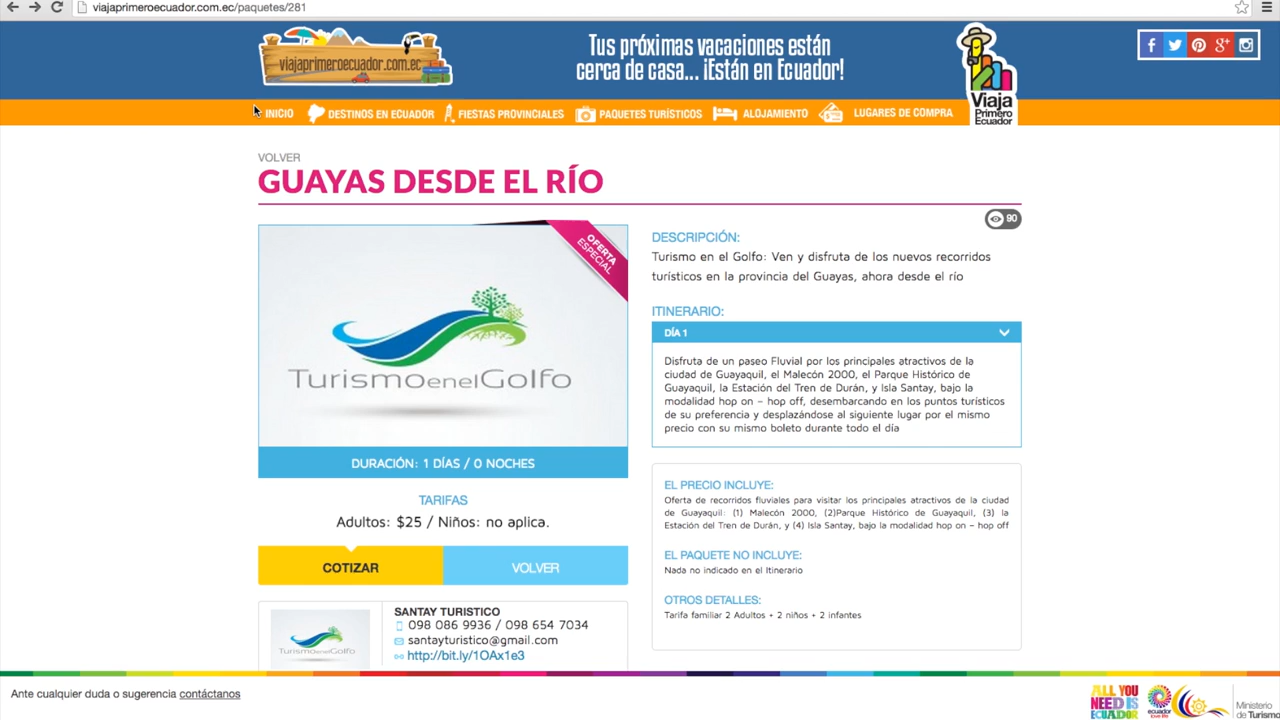 viajaprimeroecuador.com.ec/paquetes/281
viajaprimeroecuador.com.ec
Tus próximas vacaciones están
cerca de casa... ¡Están en Ecuador!
Viaja
Primero
Ecuador
INICIO
DESTINOS EN ECUADOR
FIESTAS PROVINCIALES
PAQUETES TURÍSTICOS
ALOJAMIENTO
LUGARES DE COMPRA
VOLVER
GUAYAS DESDE EL RÍO
90
OFERTA
ESPECIAL
TurismoenelGolfo
DURACIÓN: 1 DÍAS / 0 NOCHES
TARIFAS
Adultos: $25 / Niños: no aplica.
COTIZAR
VOLVER
TurismoenelGolfo
SANTAY TURISTICO
098 086 9936 / 098 654 7034
santayturistico@gmail.com
http://bit.ly/1OAx1e3
DESCRIPCIÓN:
Turismo en el Golfo: Ven y disfruta de los nuevos recorridos
turísticos en la provincia del Guayas, ahora desde el río
ITINERARIO:
DÍA 1
Disfruta de un paseo Fluvial por los principales atractivos de la
ciudad de Guayaquil, el Malecón 2000, el Parque Histórico de
Guayaquil, la Estación del Tren de Durán, y Isla Santay, bajo la
modalidad hop on – hop off, desembarcando en los puntos turísticos
de su preferencia y desplazándose al siguiente lugar por el mismo
precio con su mismo boleto durante todo el día
EL PRECIO INCLUYE:
Oferta de recorridos fluviales para visitar los principales atractivos de la ciudad
de Guayaquil: (1) Malecón 2000, (2)Parque Histórico de Guayaquil, (3) la
Estación del Tren de Durán, y (4) Isla Santay, bajo la modalidad hop on – hop off
EL PAQUETE NO INCLUYE:
Nada no indicado en el Itinerario
OTROS DETALLES:
Tarifa familiar 2 Adultos + 2 niños + 2 infantes
Ante cualquier duda o sugerencia contáctanos
ALL YOU
NEED IS
ECUADOR
ecuador
Ministerio
de Turismo